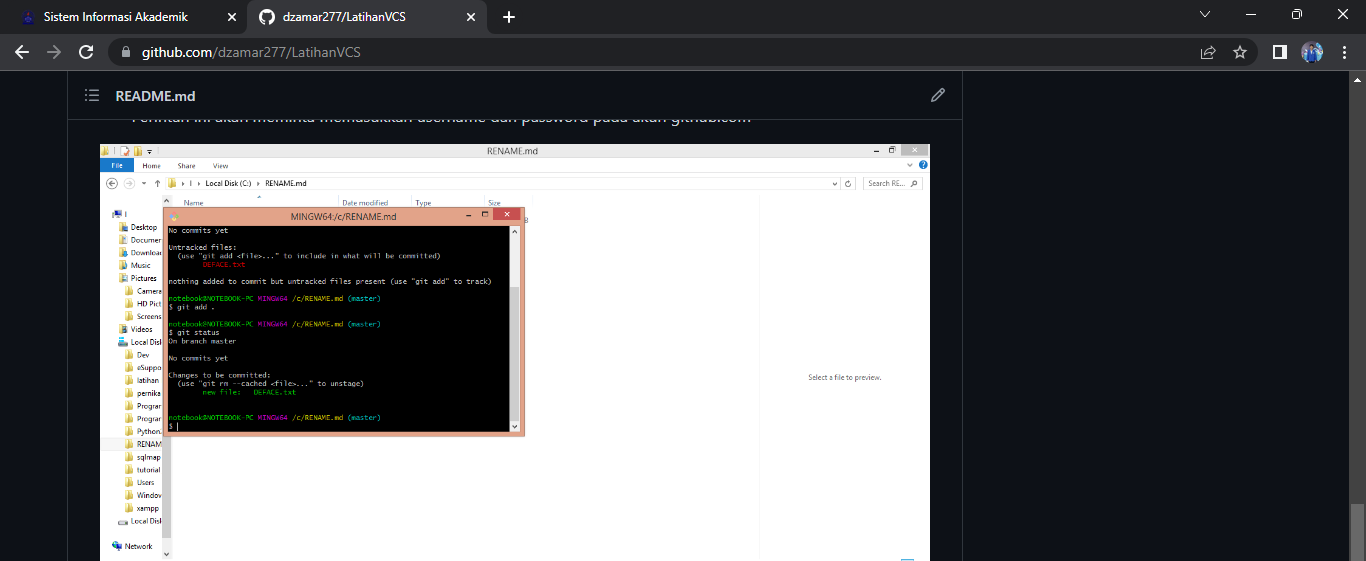 Sistem Informasi Akademik
dzamar277/LatihanVCS
github.com/dzamar277/LatihanVCS
README.md
Perintah ini akan meminta memasukkan username dan password pada akun github.com
RENAME.md
File Home Share View
I Local Disk (C:) RENAME.md
Search RE...
Name Date modified Type Size
I
Desktop
Documen
Downloa
Music
Pictures
Camera
HD Pict
Screens
Videos
Local Disk
Dev
eSuppo
latihan
pernika
Program
Program
Python.
RENAM
sqlmap
tutorial
Users
Window
xampp
Local Disk
Network
MINGW64:/c/RENAME.md
No commits yet
Untracked files:
(use "git add <file>..." to include in what will be committed)
DEFACE.txt
nothing added to commit but untracked files present (use "git add" to track)
notebook@NOTEBOOK-PC MINGW64 /c/RENAME.md (master)
$ git add .
notebook@NOTEBOOK-PC MINGW64 /c/RENAME.md (master)
$ git status
On branch master
No commits yet
Changes to be committed:
(use "git rm --cached <file>..." to unstage)
new file: DEFACE.txt
notebook@NOTEBOOK-PC MINGW64 /c/RENAME.md (master)
$
Select a file to preview.